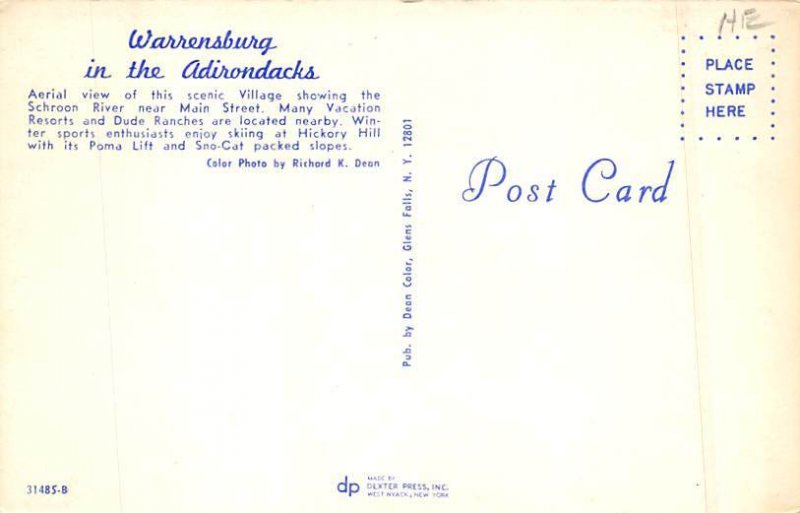 HE
Warrensburg
in the Adirondacks
Aerial view of this scenic Village showing the
Schroon River near Main Street. Many Vacation
Resorts and Dude Ranches are located nearby. Win-
ter sports enthusiasts enjoy skiing at Hickory Hill
with its Poma Lift and Sno-Cat packed slopes.
Color Photo by Richard K. Dean
Pub. by Dean Color, Glens Falls, N. Y. 12801
PLACE
STAMP
HERE
Post Card
31485-B
dp
MADE BY
DEXTER PRESS, INC.
WEST NYACK, NEW YORK